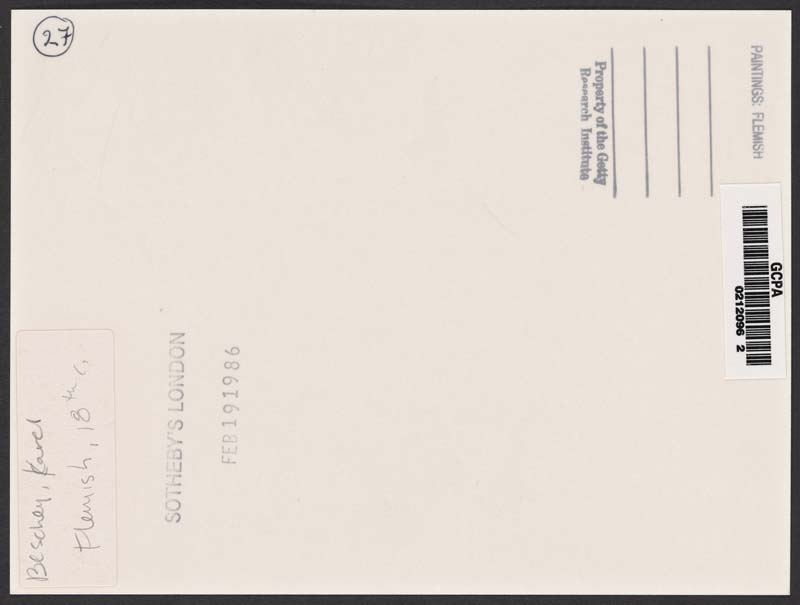 27
PAINTINGS: FLEMISH
Property of the Getty
Research Institute
GCPA
0212096 2
SOTHEBY'S LONDON
FEB 19 1986
Beschey, Karel
Flemish, 18th c.